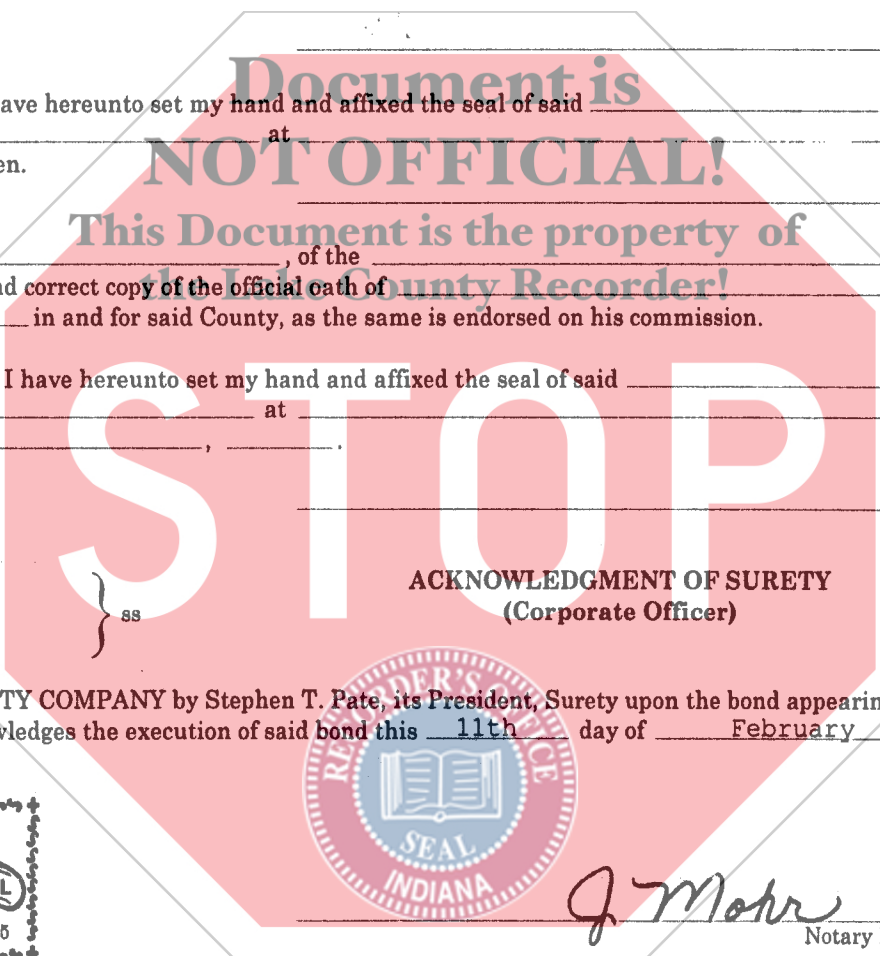 Document is
ave hereunto set my hand and affixed the seal of said
at
NOT OFFICIAL!
en.
This Document is the property of
, of the
the Lake County Recorder!
nd correct copy of the official oath of
in and for said County, as the same is endorsed on his commission.
I have hereunto set my hand and affixed the seal of said
at
, .
STOP
ACKNOWLEDGMENT OF SURETY
} ss
(Corporate Officer)
RECORDER'S OFFICE
TY COMPANY by Stephen T. Pate, its President, Surety upon the bond appearin
wledges the execution of said bond this 11th day of February
SEAL
INDIANA
J Mohr
Notary